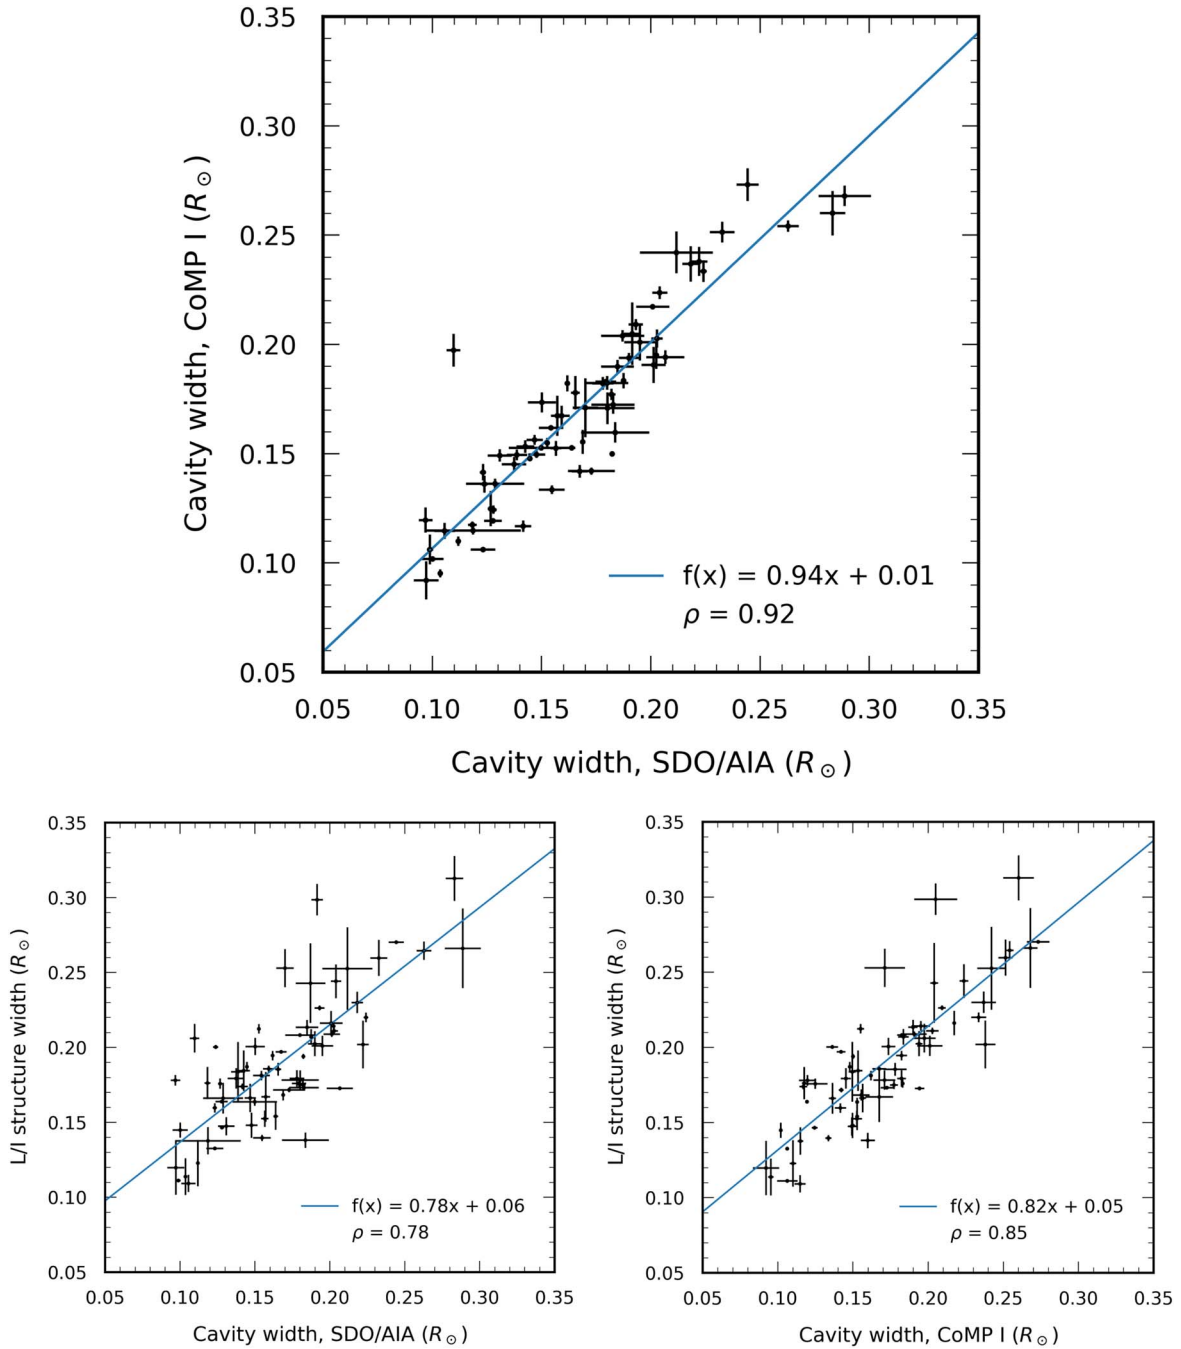 0.35
0.30
0.25
0.20
0.15
0.10
0.05
Cavity width, CoMP I (R☉)
f(x) = 0.94x + 0.01
ρ = 0.92
0.05 0.10 0.15 0.20 0.25 0.30 0.35
Cavity width, SDO/AIA (R☉)
0.35
0.30
0.25
0.20
0.15
0.10
0.05
L/I structure width (R☉)
f(x) = 0.78x + 0.06
ρ = 0.78
0.05 0.10 0.15 0.20 0.25 0.30 0.35
Cavity width, SDO/AIA (R☉)
0.35
0.30
0.25
0.20
0.15
0.10
0.05
L/I structure width (R☉)
f(x) = 0.82x + 0.05
ρ = 0.85
0.05 0.10 0.15 0.20 0.25 0.30 0.35
Cavity width, CoMP I (R☉)